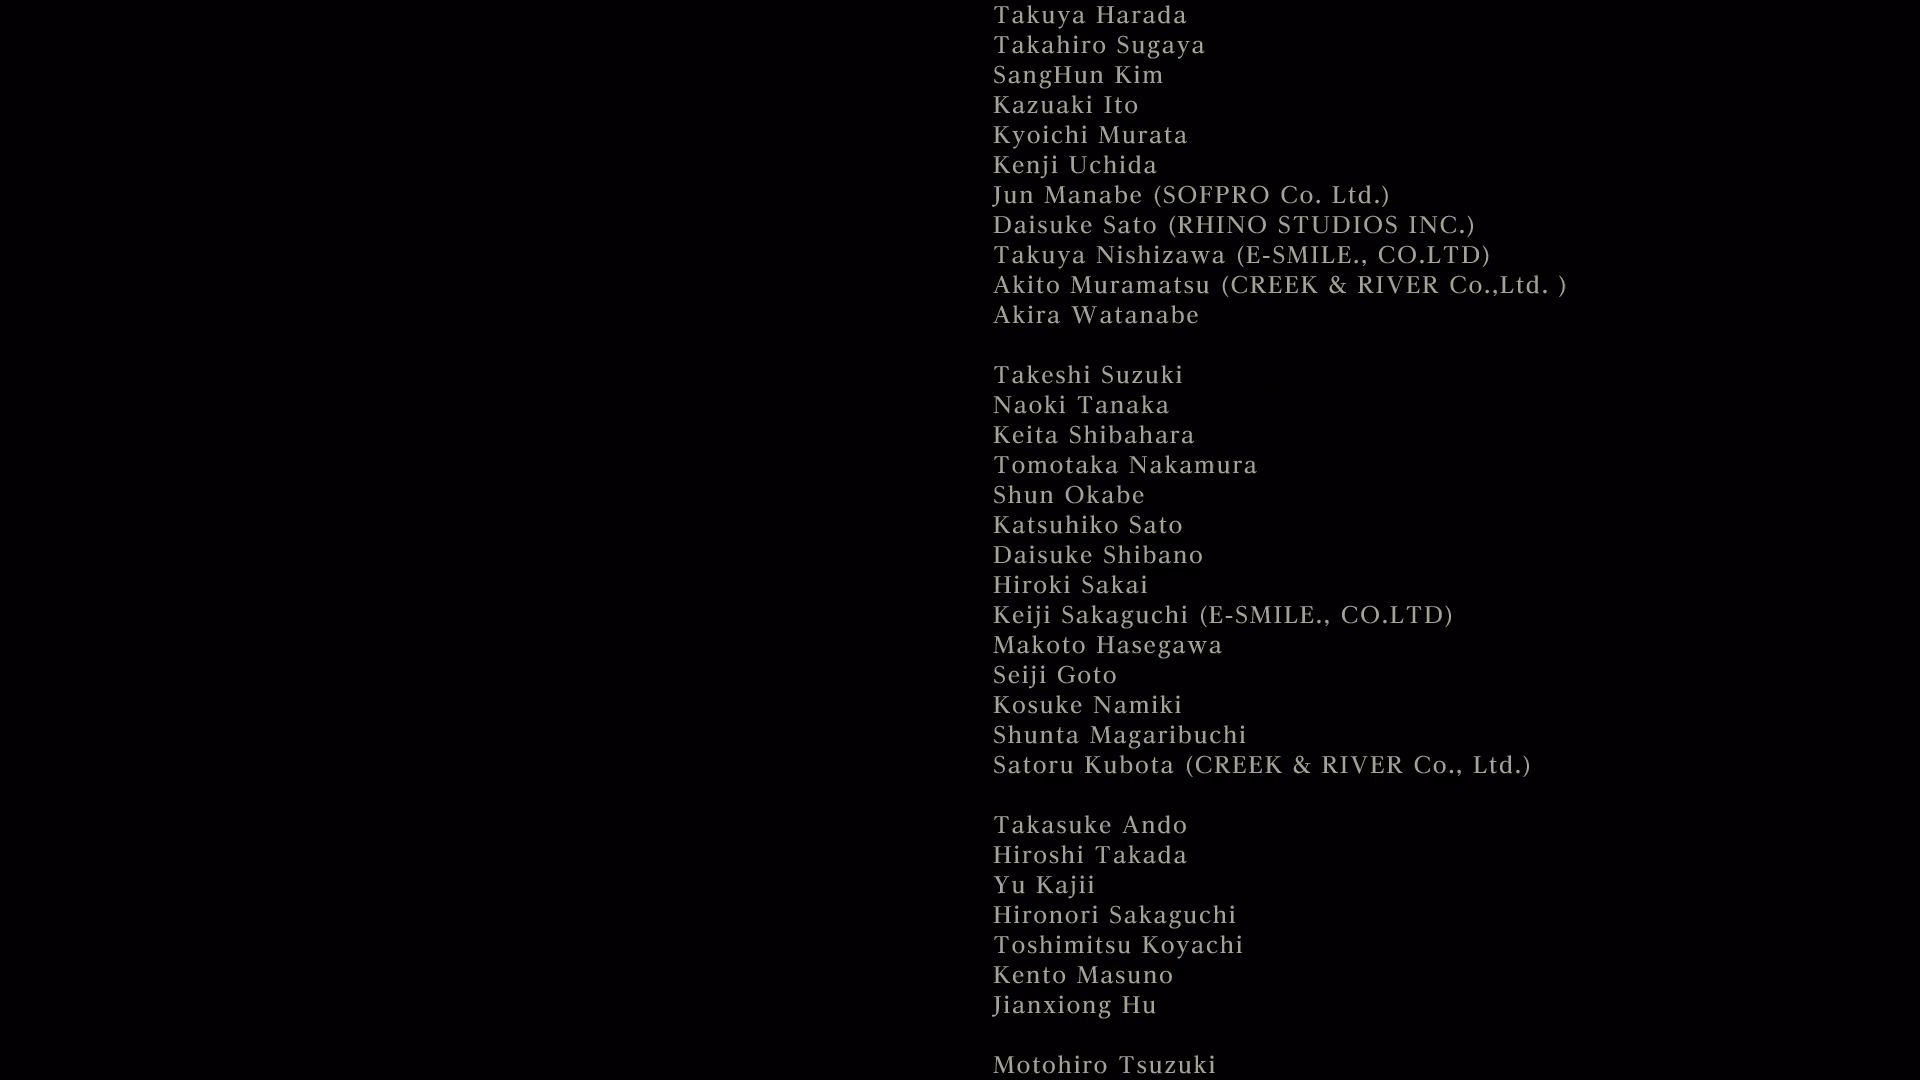 Takuya Harada
Takahiro Sugaya
SangHun Kim
Kazuaki Ito
Kyoichi Murata
Kenji Uchida
Jun Manabe (SOFPRO Co. Ltd.)
Daisuke Sato (RHINO STUDIOS INC.)
Takuya Nishizawa (E-SMILE., CO.LTD)
Akito Muramatsu (CREEK & RIVER Co.,Ltd. )
Akira Watanabe
Takeshi Suzuki
Naoki Tanaka
Keita Shibahara
Tomotaka Nakamura
Shun Okabe
Katsuhiko Sato
Daisuke Shibano
Hiroki Sakai
Keiji Sakaguchi (E-SMILE., CO.LTD)
Makoto Hasegawa
Seiji Goto
Kosuke Namiki
Shunta Magaribuchi
Satoru Kubota (CREEK & RIVER Co., Ltd.)
Takasuke Ando
Hiroshi Takada
Yu Kajii
Hironori Sakaguchi
Toshimitsu Koyachi
Kento Masuno
Jianxiong Hu
Motohiro Tsuzuki